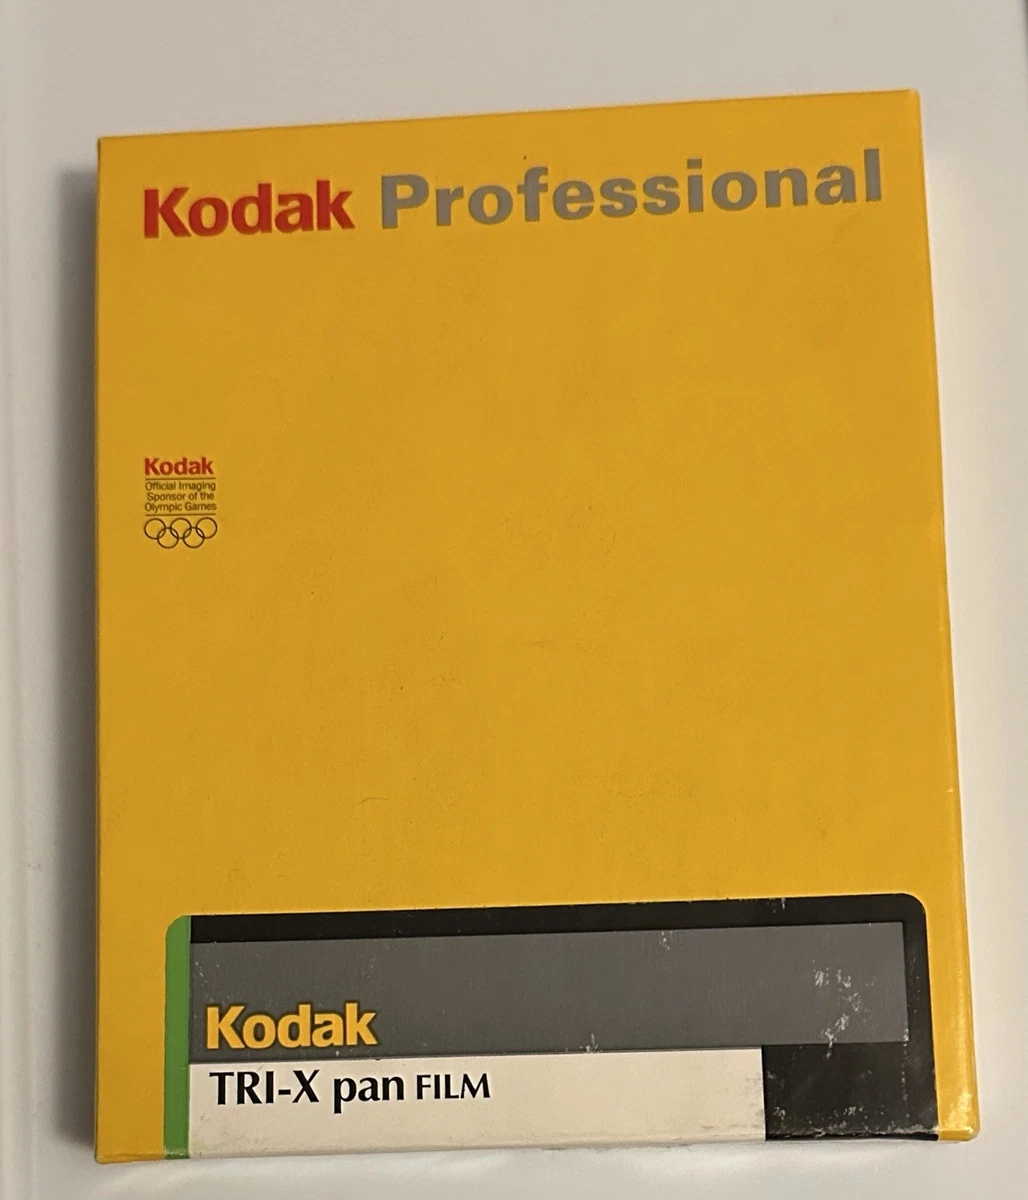 Kodak Professional
Kodak
Official Imaging
Sponsor of the
Olympic Games
Kodak
TRI-X pan FILM